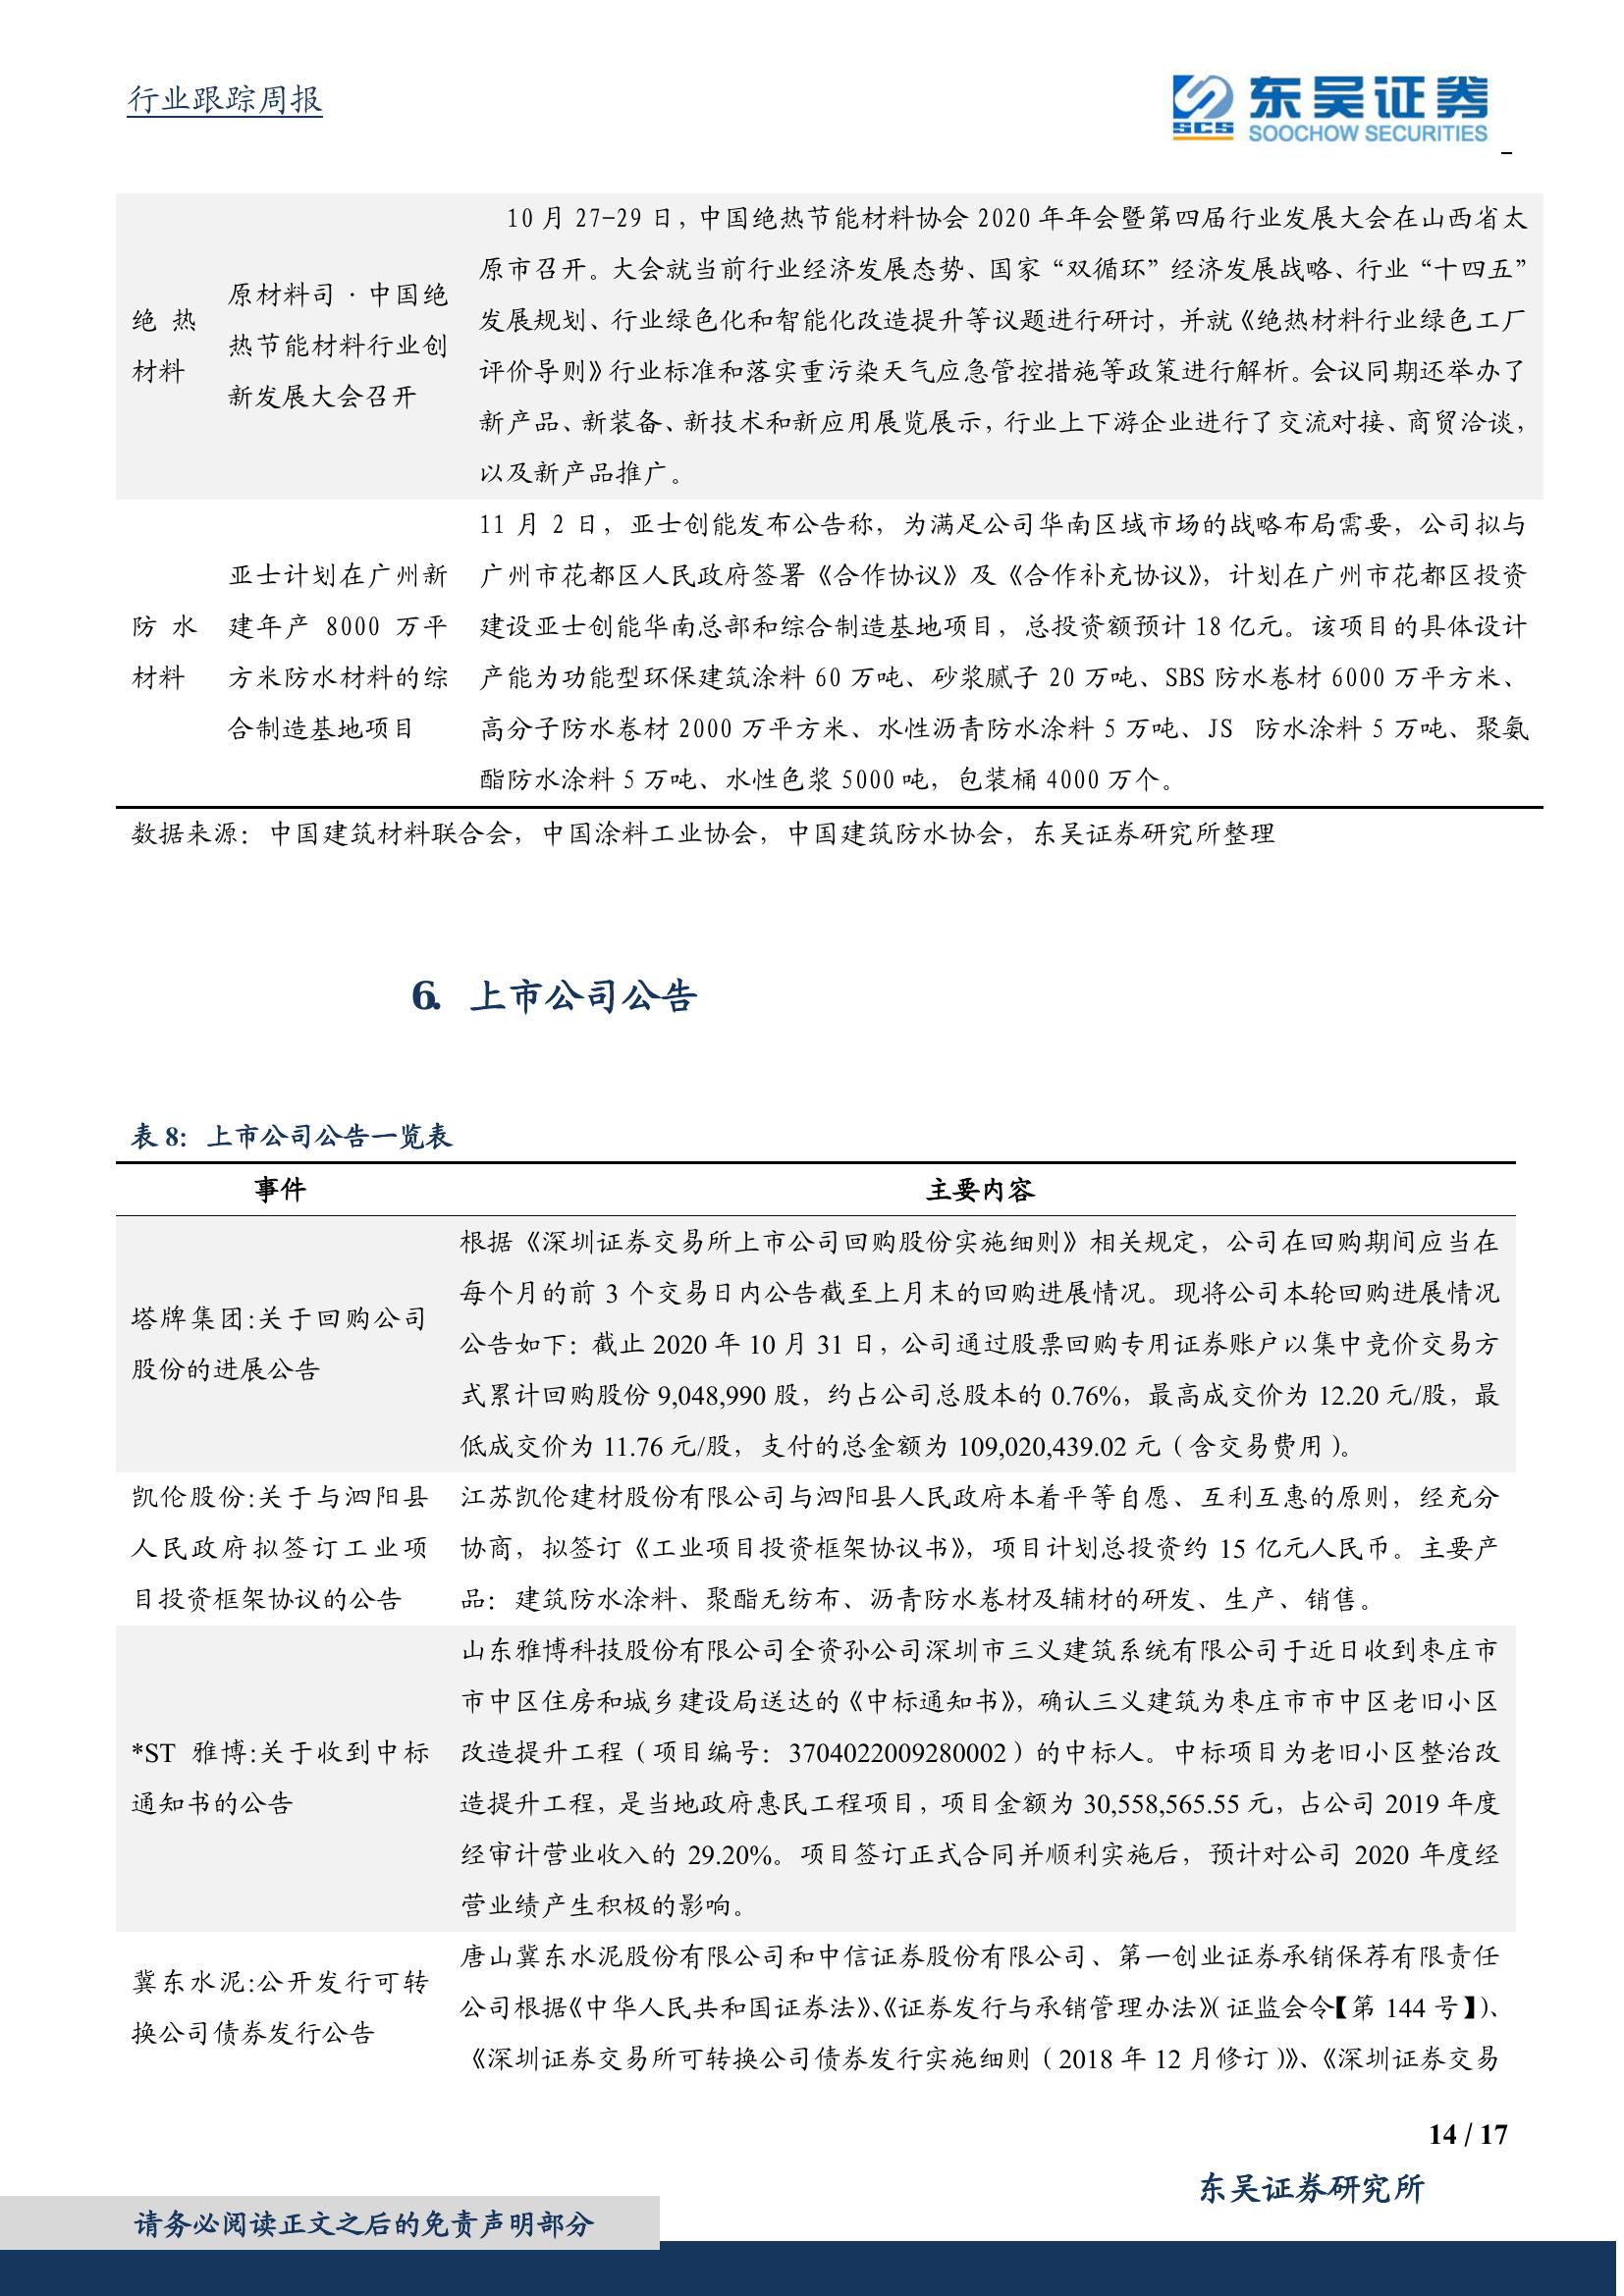 行业跟踪周报
SCS 东吴证券
SOOCHOW SECURITIES
绝热
材料
原材料司·中国绝
热节能材料行业创
新发展大会召开
10 月 27-29 日，中国绝热节能材料协会 2020 年年会暨第四届行业发展大会在山西省太
原市召开。大会就当前行业经济发展态势、国家“双循环”经济发展战略、行业“十四五”
发展规划、行业绿色化和智能化改造提升等议题进行研讨，并就《绝热材料行业绿色工厂
评价导则》行业标准和落实重污染天气应急管控措施等政策进行解析。会议同期还举办了
新产品、新装备、新技术和新应用展览展示，行业上下游企业进行了交流对接、商贸洽谈，
以及新产品推广。
防水
材料
亚士计划在广州新
建年产 8000 万平
方米防水材料的综
合制造基地项目
11 月 2 日，亚士创能发布公告称，为满足公司华南区域市场的战略布局需要，公司拟与
广州市花都区人民政府签署《合作协议》及《合作补充协议》，计划在广州市花都区投资
建设亚士创能华南总部和综合制造基地项目，总投资额预计 18 亿元。该项目的具体设计
产能为功能型环保建筑涂料 60 万吨、砂浆腻子 20 万吨、SBS 防水卷材 6000 万平方米、
高分子防水卷材 2000 万平方米、水性沥青防水涂料 5 万吨、JS 防水涂料 5 万吨、聚氨
酯防水涂料 5 万吨、水性色浆 5000 吨，包装桶 4000 万个。
数据来源：中国建筑材料联合会，中国涂料工业协会，中国建筑防水协会，东吴证券研究所整理
6. 上市公司公告
表 8：上市公司公告一览表
事件 主要内容
塔牌集团:关于回购公司
股份的进展公告
根据《深圳证券交易所上市公司回购股份实施细则》相关规定，公司在回购期间应当在
每个月的前 3 个交易日内公告截至上月末的回购进展情况。现将公司本轮回购进展情况
公告如下：截止 2020 年 10 月 31 日，公司通过股票回购专用证券账户以集中竞价交易方
式累计回购股份 9,048,990 股，约占公司总股本的 0.76%，最高成交价为 12.20 元/股，最
低成交价为 11.76 元/股，支付的总金额为 109,020,439.02 元（含交易费用）。
凯伦股份:关于与泗阳县
人民政府拟签订工业项
目投资框架协议的公告
江苏凯伦建材股份有限公司与泗阳县人民政府本着平等自愿、互利互惠的原则，经充分
协商，拟签订《工业项目投资框架协议书》，项目计划总投资约 15 亿元人民币。主要产
品：建筑防水涂料、聚酯无纺布、沥青防水卷材及辅材的研发、生产、销售。
*ST 雅博:关于收到中标
通知书的公告
山东雅博科技股份有限公司全资孙公司深圳市三义建筑系统有限公司于近日收到枣庄市
市中区住房和城乡建设局送达的《中标通知书》，确认三义建筑为枣庄市市中区老旧小区
改造提升工程（项目编号：3704022009280002）的中标人。中标项目为老旧小区整治改
造提升工程，是当地政府惠民工程项目，项目金额为 30,558,565.55 元，占公司 2019 年度
经审计营业收入的 29.20%。项目签订正式合同并顺利实施后，预计对公司 2020 年度经
营业绩产生积极的影响。
冀东水泥:公开发行可转
换公司债券发行公告
唐山冀东水泥股份有限公司和中信证券股份有限公司、第一创业证券承销保荐有限责任
公司根据《中华人民共和国证券法》、《证券发行与承销管理办法》（证监会令【第 144 号】）、
《深圳证券交易所可转换公司债券发行实施细则（2018 年 12 月修订）》、《深圳证券交易
14 / 17
东吴证券研究所
请务必阅读正文之后的免责声明部分